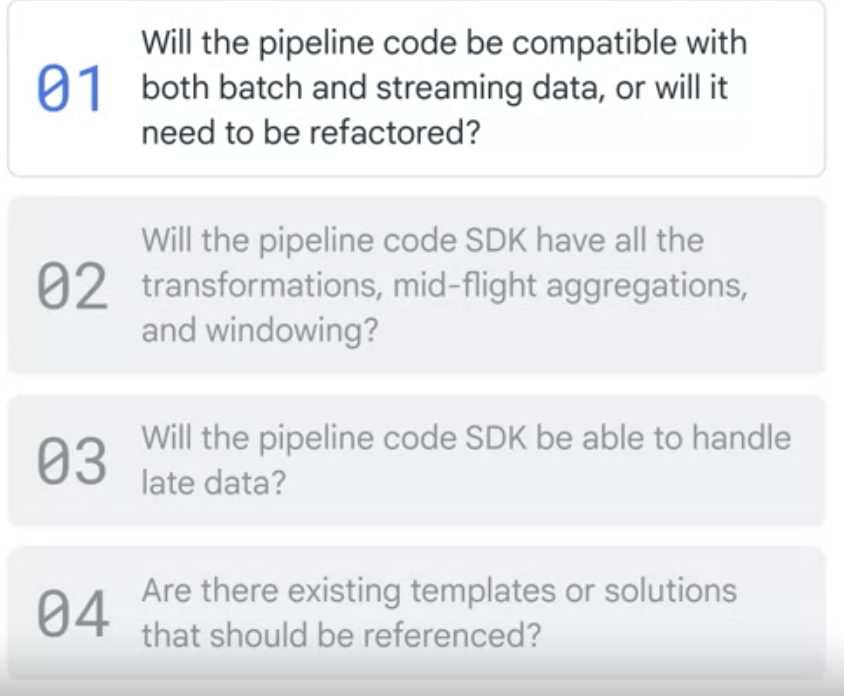 01
Will the pipeline code be compatible with
both batch and streaming data, or will it
need to be refactored?
02
Will the pipeline code SDK have all the
transformations, mid-flight aggregations,
and windowing?
03
Will the pipeline code SDK be able to handle
late data?
04
Are there existing templates or solutions
that should be referenced?